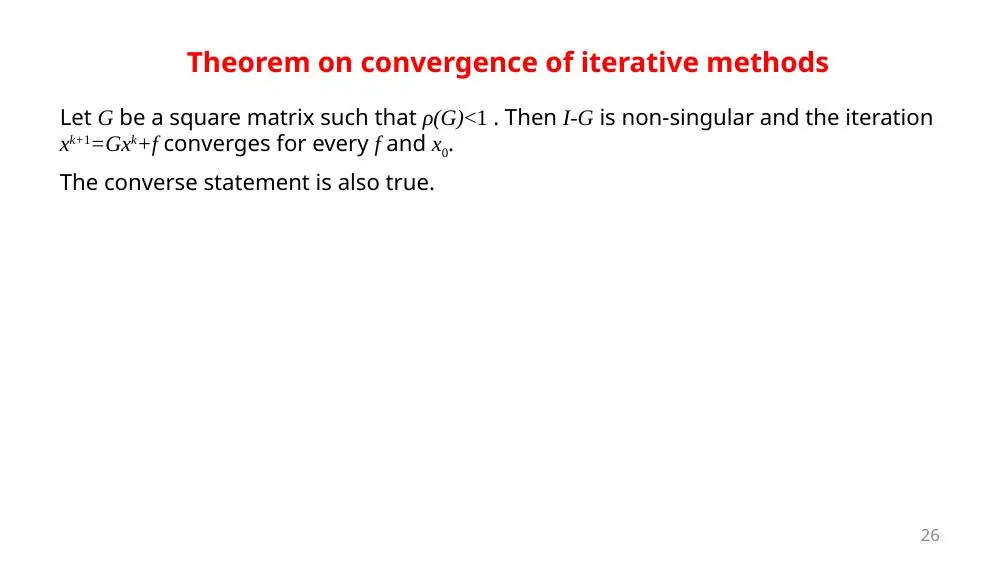 Theorem on convergence of iterative methods
Let G be a square matrix such that ρ(G)<1 . Then I-G is non-singular and the iteration
xᵏ⁺¹=Gxᵏ+f converges for every f and x₀.
The converse statement is also true.
26